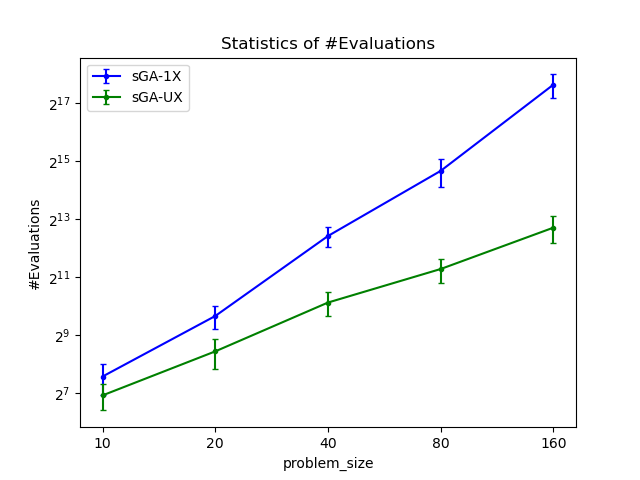 Statistics of #Evaluations
sGA-1X
sGA-UX
#Evaluations
2^17
2^15
2^13
2^11
2^9
2^7
10 20 40 80 160
problem_size